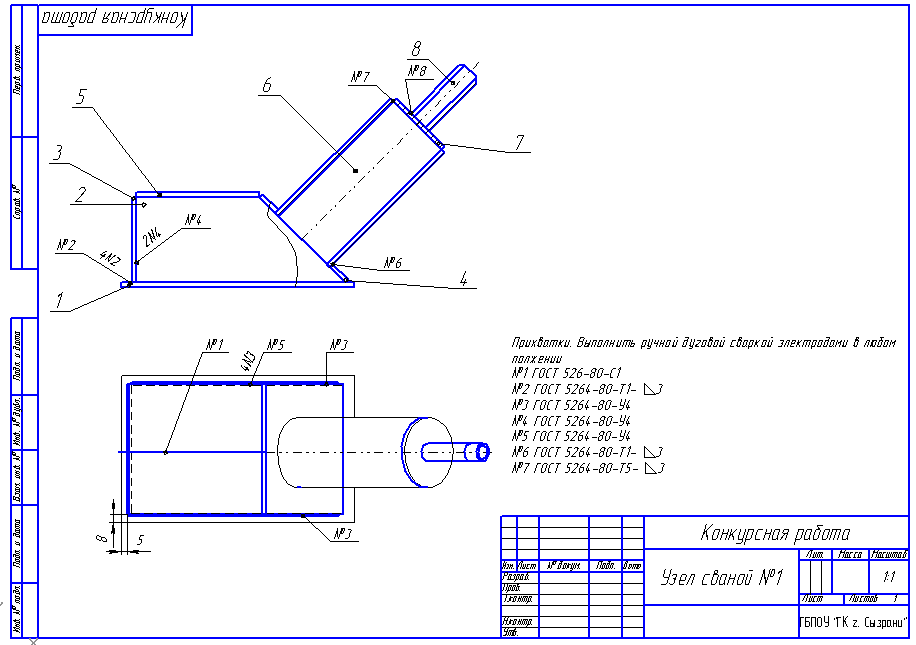 Конкурсная работа
Перв. примен.
Справ. №
Подп. и дата
Инв. № дубл.
Взам. инв. №
Подп. и дата
Инв. № подл.
8
№7
№8
6
5
7
3
2
№4
2№4
№2
4№2
№6
4
1
№1
№5
4№3
№3
№3
8
5
Прихватки. Выполнить ручной дуговой сваркой электродами в любом
полжении
№1 ГОСТ 526-80-С1
№2 ГОСТ 5264-80-Т1- 3
№3 ГОСТ 5264-80-У4
№4 ГОСТ 5264-80-У4
№5 ГОСТ 5264-80-У4
№6 ГОСТ 5264-80-Т1- 3
№7 ГОСТ 5264-80-Т5- 3
Конкурсная работа
Изм. Лист № докум. Подп. Дата
Разраб.
Пров.
Т.контр.
Н.контр.
Утв.
Узел сваной №1
Лит. Масса Масштаб
1:1
Лист Листов 1
ГБПОУ "ГК г. Сызрани"